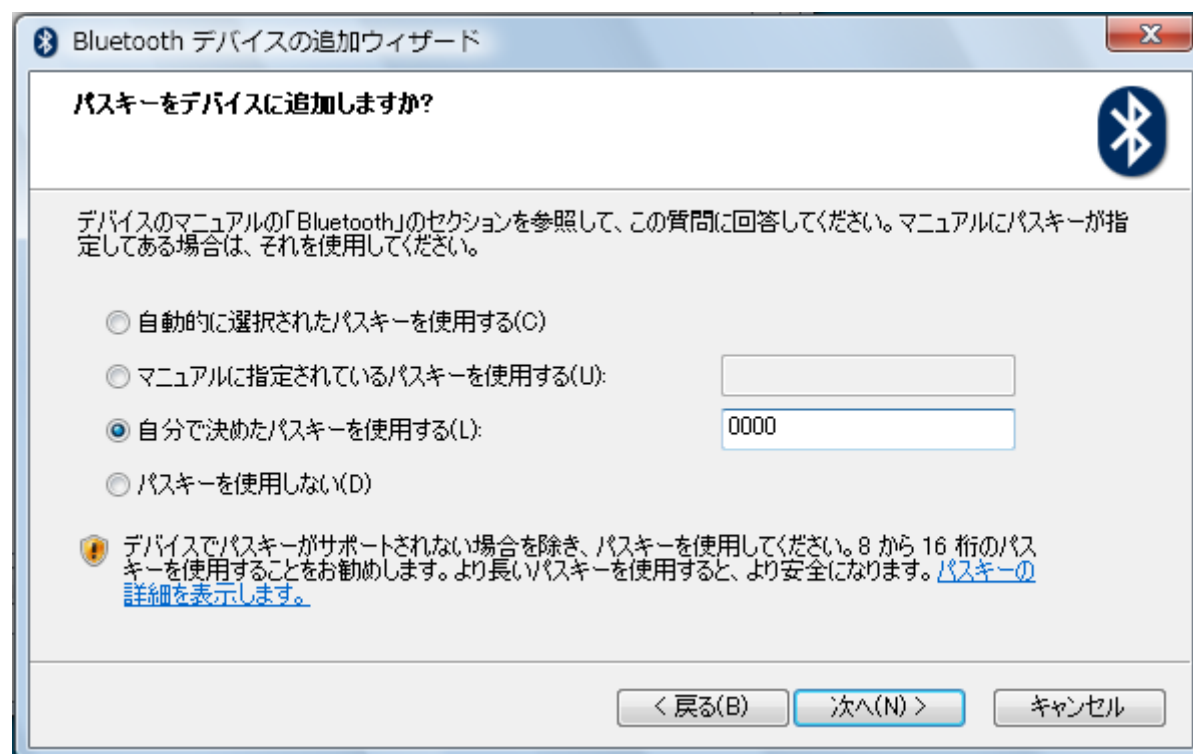 Bluetooth デバイスの追加ウィザード
パスキーをデバイスに追加しますか?
デバイスのマニュアルの「Bluetooth」のセクションを参照して、この質問に回答してください。マニュアルにパスキーが指
定してある場合は、それを使用してください。
自動的に選択されたパスキーを使用する(C)
マニュアルに指定されているパスキーを使用する(U):
自分で決めたパスキーを使用する(L): 0000
パスキーを使用しない(D)
デバイスでパスキーがサポートされない場合を除き、パスキーを使用してください。8 から 16 桁のパス
キーを使用することをお勧めします。より長いパスキーを使用すると、より安全になります。パスキーの
詳細を表示します。
< 戻る(B) 次へ(N) > キャンセル